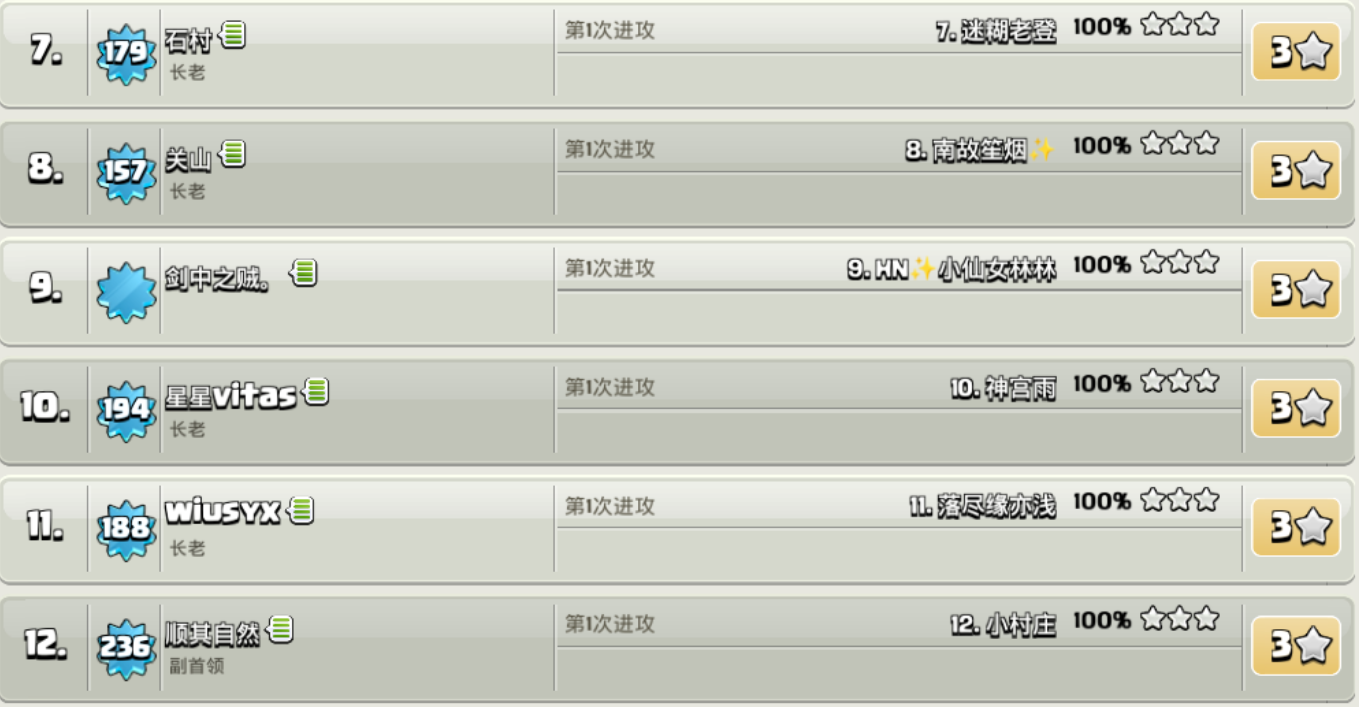 7. 179 石村 第1次进攻 7. 迷糊老登 100% 3
长老
8. 157 关山 第1次进攻 8. 南故笙烟✨ 100% 3
长老
9. 剑中之贼。 第1次进攻 9. HN✨小仙女林林 100% 3
10. 194 星星vitas 第1次进攻 10. 神宫雨 100% 3
长老
11. 188 wiusyx 第1次进攻 11. 落尽缘亦浅 100% 3
长老
12. 236 顺其自然 第1次进攻 12. 小村庄 100% 3
副首领